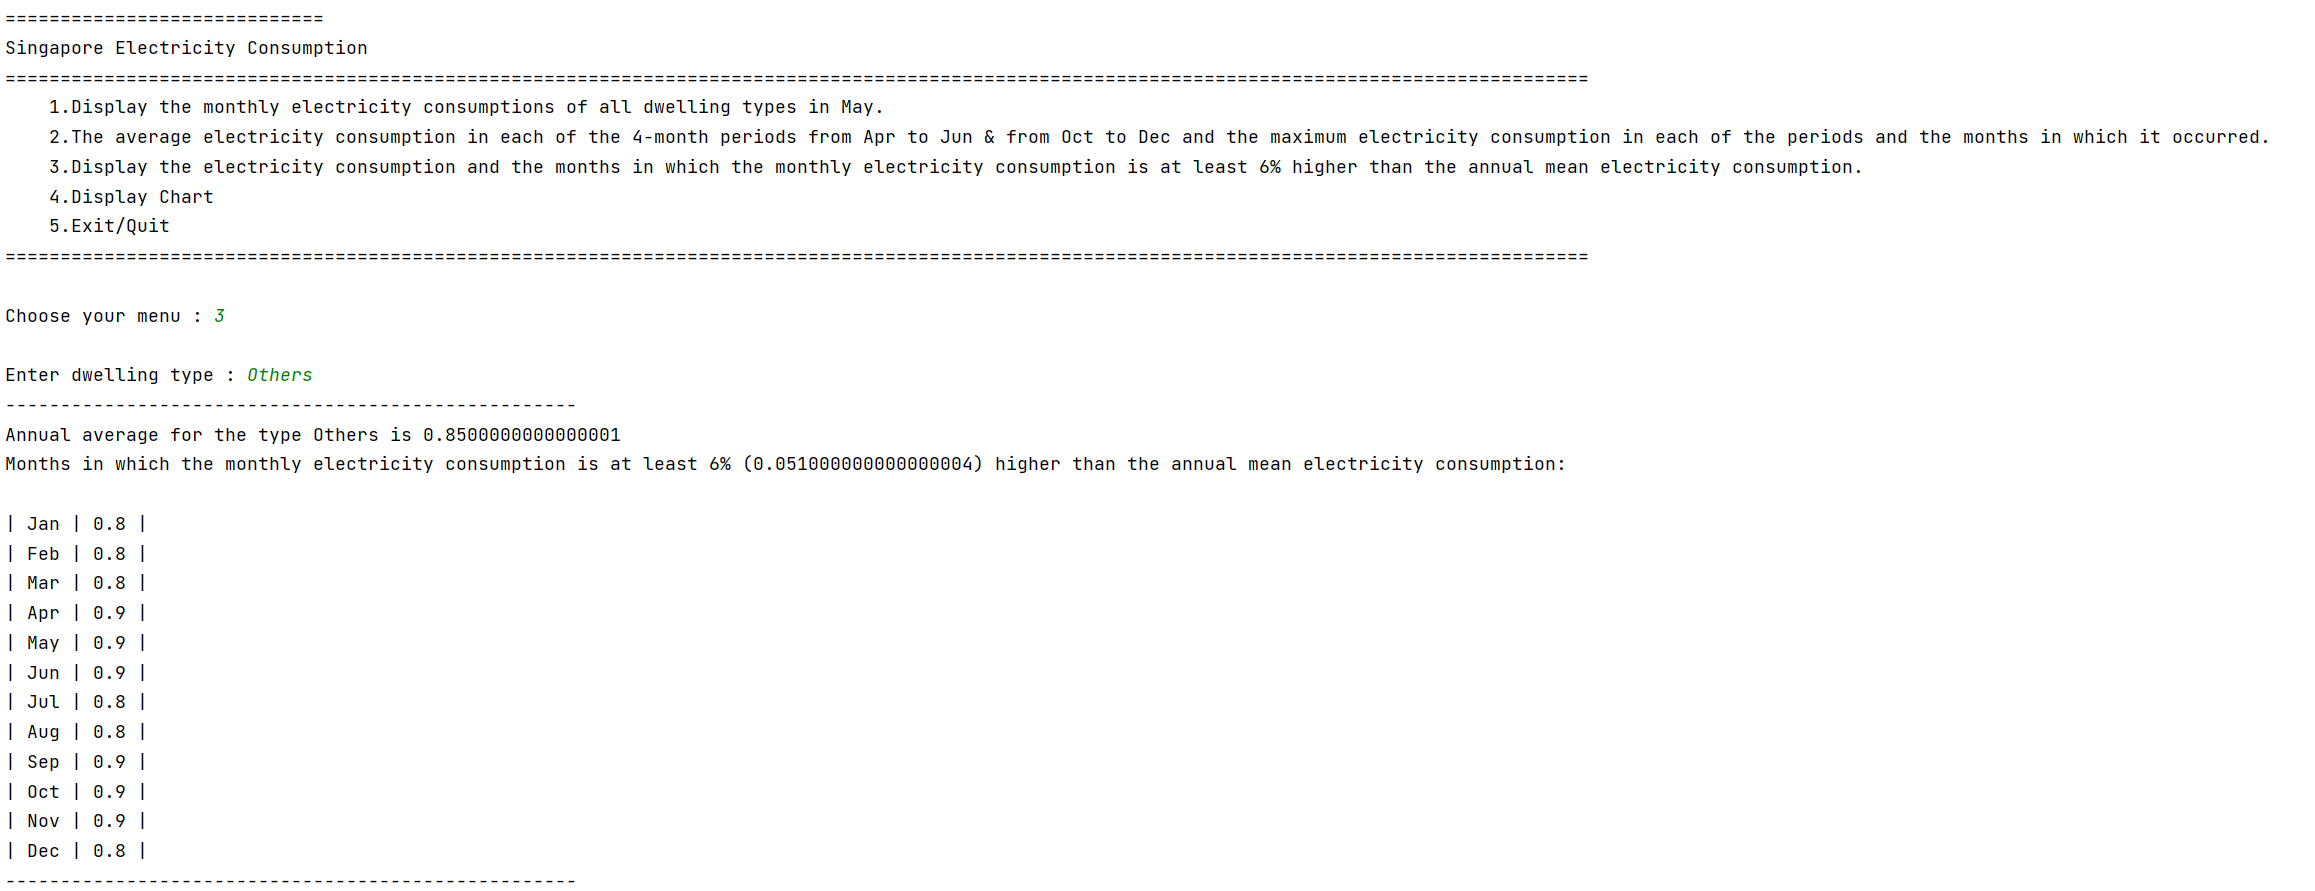 =============================
Singapore Electricity Consumption
================================================================================================================================================
    1.Display the monthly electricity consumptions of all dwelling types in May.
    2.The average electricity consumption in each of the 4-month periods from Apr to Jun & from Oct to Dec and the maximum electricity consumption in each of the periods and the months in which it occurred.
    3.Display the electricity consumption and the months in which the monthly electricity consumption is at least 6% higher than the annual mean electricity consumption.
    4.Display Chart
    5.Exit/Quit
================================================================================================================================================
Choose your menu : 3
Enter dwelling type : Others
----------------------------------------------------
Annual average for the type Others is 0.8500000000000001
Months in which the monthly electricity consumption is at least 6% (0.051000000000000004) higher than the annual mean electricity consumption:
| Jan | 0.8 |
| Feb | 0.8 |
| Mar | 0.8 |
| Apr | 0.9 |
| May | 0.9 |
| Jun | 0.9 |
| Jul | 0.8 |
| Aug | 0.8 |
| Sep | 0.9 |
| Oct | 0.9 |
| Nov | 0.9 |
| Dec | 0.8 |
----------------------------------------------------